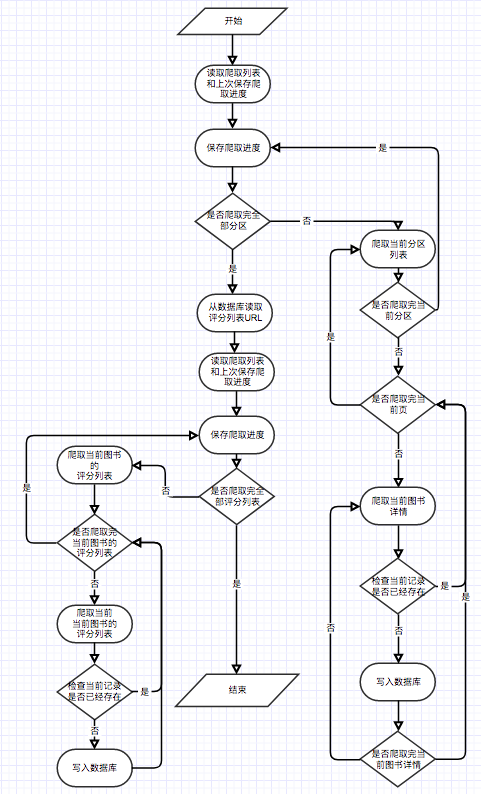 开始
读取爬取列表
和上次保存爬
取进度
保存爬取进度
是
是否爬取完全
部分区
否
爬取当前分区
列表
是
从数据库读取
评分列表URL
是否爬取完当
前分区
是
否
读取爬取列表
和上次保存爬
取进度
是否爬取完当
前页
保存爬取进度
否
爬取当前图书
的
评分列表
是
否
是否爬取完全
部评分列表
爬取当前图书
详情
是否爬取完
当前图书的
评分列表
否
是
检查当前记录
是否已经存在
是
是
爬取当前
当前图书的
评分列表
否
否
检查当前记录
是否已经存在
是
结束
写入数据库
否
写入数据库
是否爬取完当
前图书详情